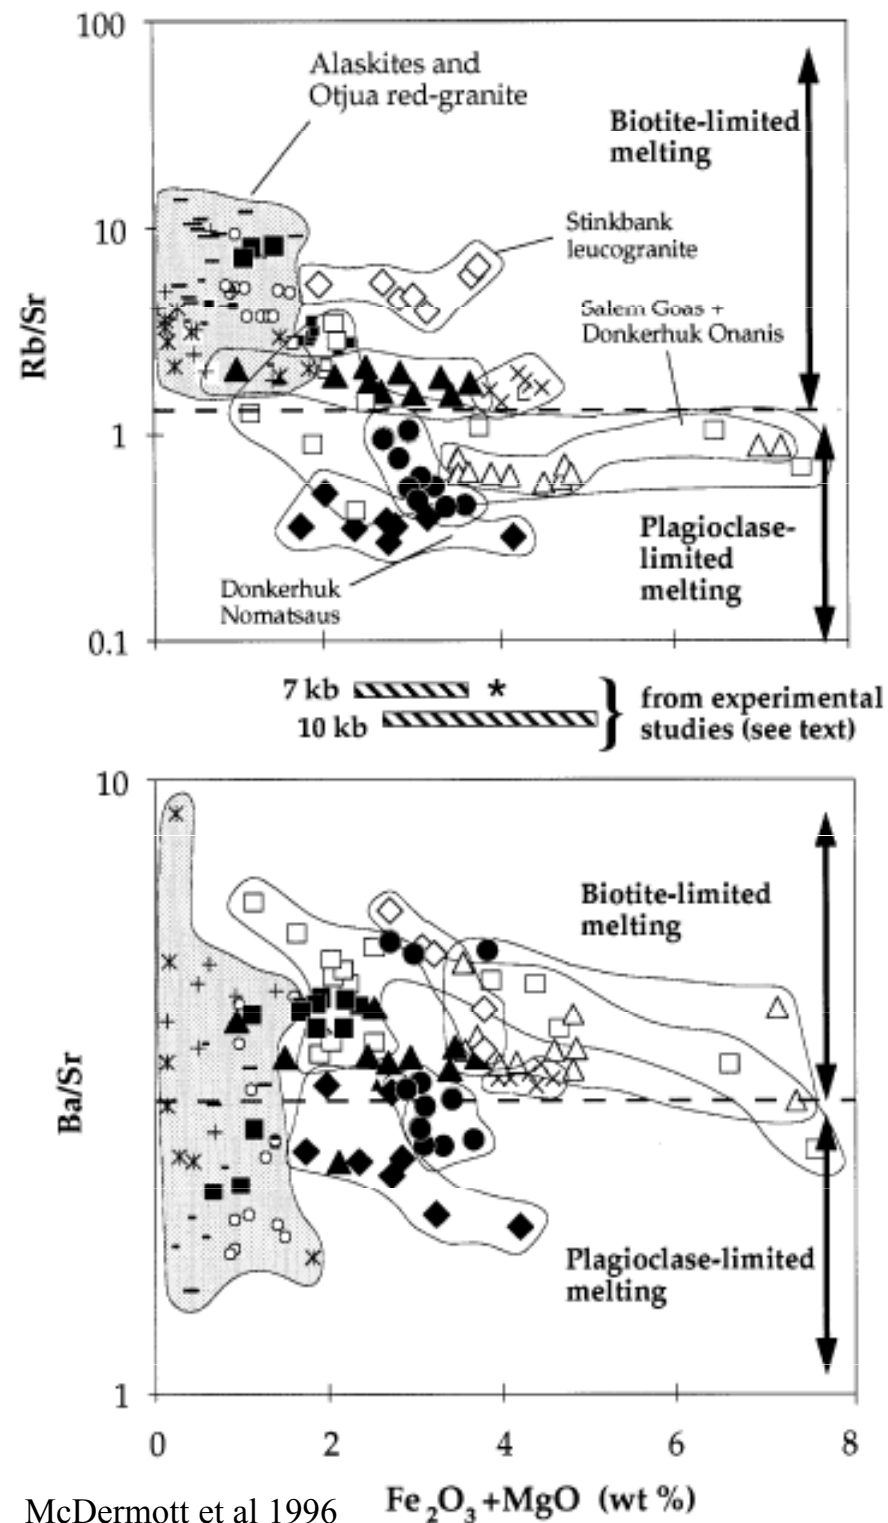 100
Alaskites and
Otjua red-granite
Biotite-limited
melting
Stinkbank
leucogranite
10
Salem Goas +
Donkerhuk Onanis
Rb/Sr
1
Plagioclase-
limited
melting
Donkerhuk
Nomatsaus
0.1
7 kb
*
10 kb
}
from experimental
studies (see text)
10
Biotite-limited
melting
Ba/Sr
Plagioclase-limited
melting
1
0 2 4 6 8
Fe2O3+MgO (wt %)
McDermott et al 1996